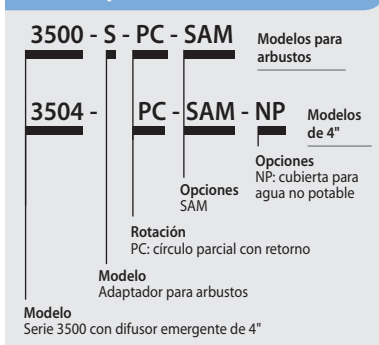 3500 - S - PC - SAM Modelos para
arbustos
3504 - PC - SAM - NP Modelos
de 4"
Opciones
NP: cubierta para
agua no potable
Opciones
SAM
Rotación
PC: círculo parcial con retorno
Modelo
Adaptador para arbustos
Modelo
Serie 3500 con difusor emergente de 4"